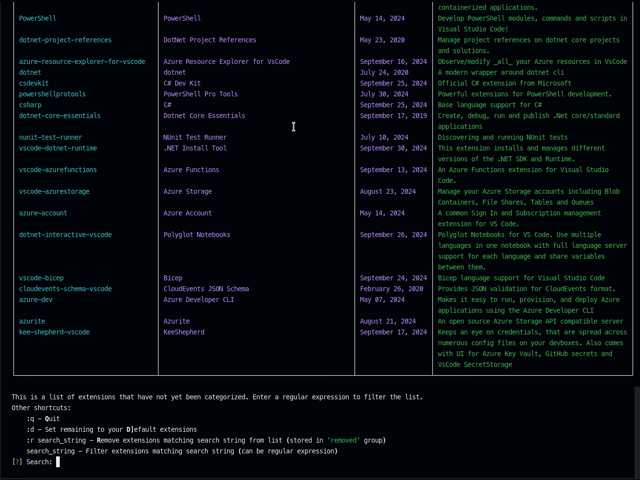 containerized applications.
PowerShell PowerShell May 14, 2024 Develop PowerShell modules, commands and scripts in
Visual Studio Code!
dotnet-project-references DotNet Project References May 23, 2020 Manage project references on dotnet core projects
and solutions.
azure-resource-explorer-for-vscode Azure Resource Explorer for VsCode September 16, 2024 Observe/modify _all_ your Azure resources in VsCode
dotnet dotnet July 24, 2020 A modern wrapper around dotnet cli
csdevkit C# Dev Kit September 25, 2024 Official C# extension from Microsoft
powershellprotools PowerShell Pro Tools July 30, 2024 Powerful extensions for PowerShell development.
csharp C# September 25, 2024 Base language support for C#
dotnet-core-essentials Dotnet Core Essentials September 17, 2019 Create, debug, run and publish .Net core/standard
applications
nunit-test-runner NUnit Test Runner July 10, 2024 Discovering and running NUnit tests
vscode-dotnet-runtime .NET Install Tool September 30, 2024 This extension installs and manages different
versions of the .NET SDK and Runtime.
vscode-azurefunctions Azure Functions September 13, 2024 An Azure Functions extension for Visual Studio
Code.
vscode-azurestorage Azure Storage August 23, 2024 Manage your Azure Storage accounts including Blob
Containers, File Shares, Tables and Queues
azure-account Azure Account May 14, 2024 A common Sign In and Subscription management
extension for VS Code.
dotnet-interactive-vscode Polyglot Notebooks September 26, 2024 Polyglot Notebooks for VS Code. Use multiple
languages in one notebook with full language server
support for each language and share variables
between them.
vscode-bicep Bicep September 24, 2024 Bicep language support for Visual Studio Code
cloudevents-schema-vscode CloudEvents JSON Schema February 26, 2020 Provides JSON validation for CloudEvents format.
azure-dev Azure Developer CLI May 07, 2024 Makes it easy to run, provision, and deploy Azure
applications using the Azure Developer CLI
azurite Azurite August 21, 2024 An open source Azure Storage API compatible server
kee-shepherd-vscode KeeShepherd September 17, 2024 Keeps an eye on credentials, that are spread across
numerous config files on your devboxes. Also comes
with UI for Azure Key Vault, GitHub secrets and
VsCode SecretStorage
This is a list of extensions that have not yet been categorized. Enter a regular expression to filter the list.
Other shortcuts:
:q - Quit
:d - Set remaining to your D]efault extensions
:r search_string - Remove extensions matching search string from list (stored in 'removed' group)
search_string - Filter extensions matching search string (can be regular expression)
[?] Search: